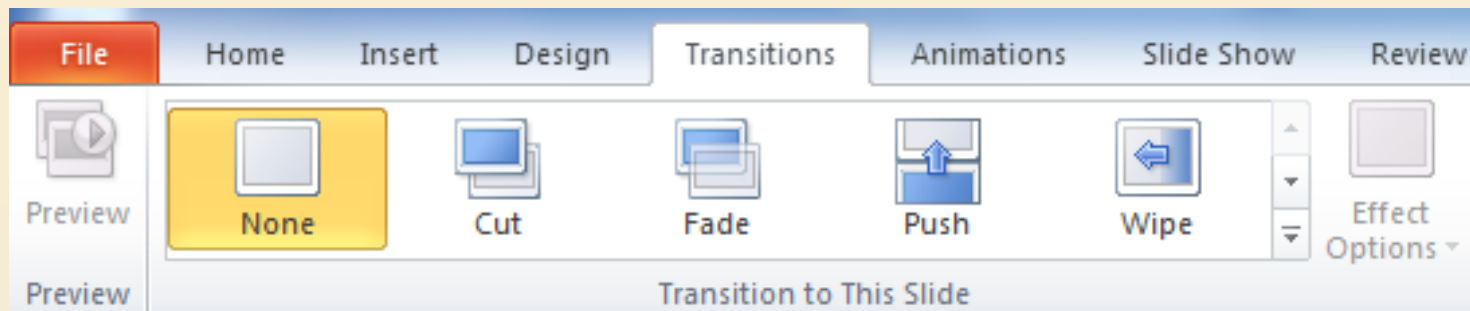 File Home Insert Design Transitions Animations Slide Show Review
Preview None Cut Fade Push Wipe Effect Options
Preview Transition to This Slide